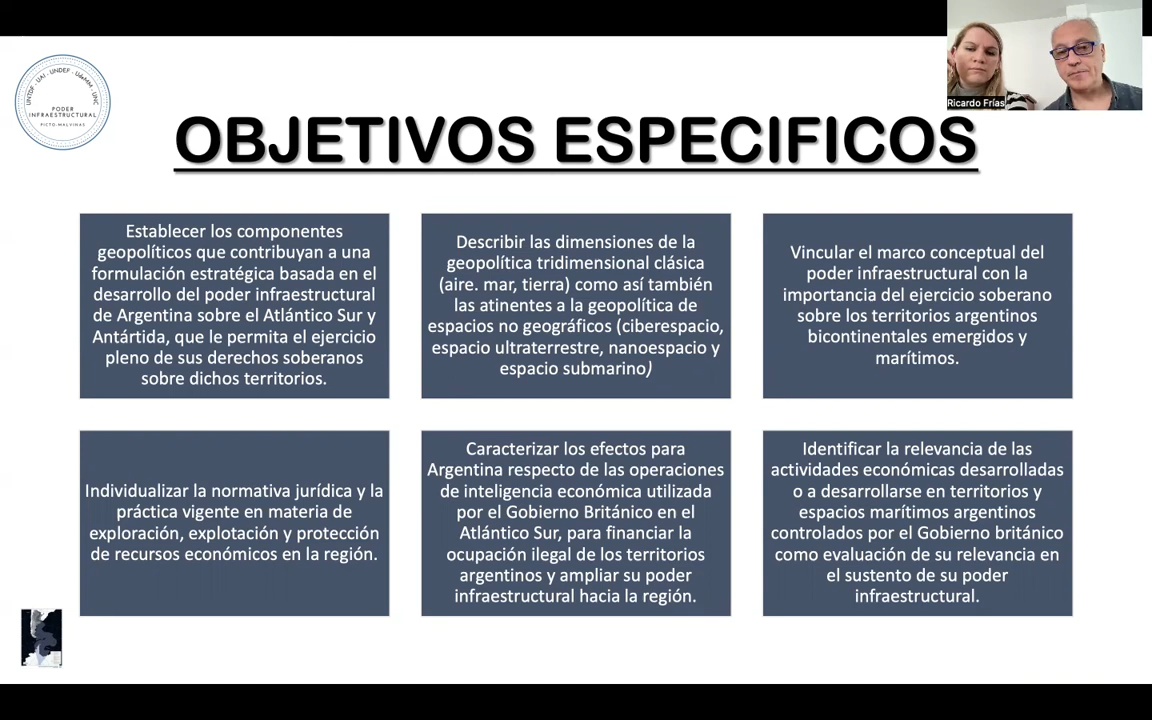 UNTDF · UAI · UNDEF · UdeMM · UNC
PODER
INFRAESTRUCTURAL
PICTO-MALVINAS
Ricardo Frías
OBJETIVOS ESPECIFICOS
Establecer los componentes
geopolíticos que contribuyan a una
formulación estratégica basada en el
desarrollo del poder infraestructural
de Argentina sobre el Atlántico Sur y
Antártida, que le permita el ejercicio
pleno de sus derechos soberanos
sobre dichos territorios.
Describir las dimensiones de la
geopolítica tridimensional clásica
(aire. mar, tierra) como así también
las atinentes a la geopolítica de
espacios no geográficos (ciberespacio,
espacio ultraterrestre, nanoespacio y
espacio submarino)
Vincular el marco conceptual del
poder infraestructural con la
importancia del ejercicio soberano
sobre los territorios argentinos
bicontinentales emergidos y
marítimos.
Individualizar la normativa jurídica y la
práctica vigente en materia de
exploración, explotación y protección
de recursos económicos en la región.
Caracterizar los efectos para
Argentina respecto de las operaciones
de inteligencia económica utilizada
por el Gobierno Británico en el
Atlántico Sur, para financiar la
ocupación ilegal de los territorios
argentinos y ampliar su poder
infraestructural hacia la región.
Identificar la relevancia de las
actividades económicas desarrolladas
o a desarrollarse en territorios y
espacios marítimos argentinos
controlados por el Gobierno británico
como evaluación de su relevancia en
el sustento de su poder
infraestructural.